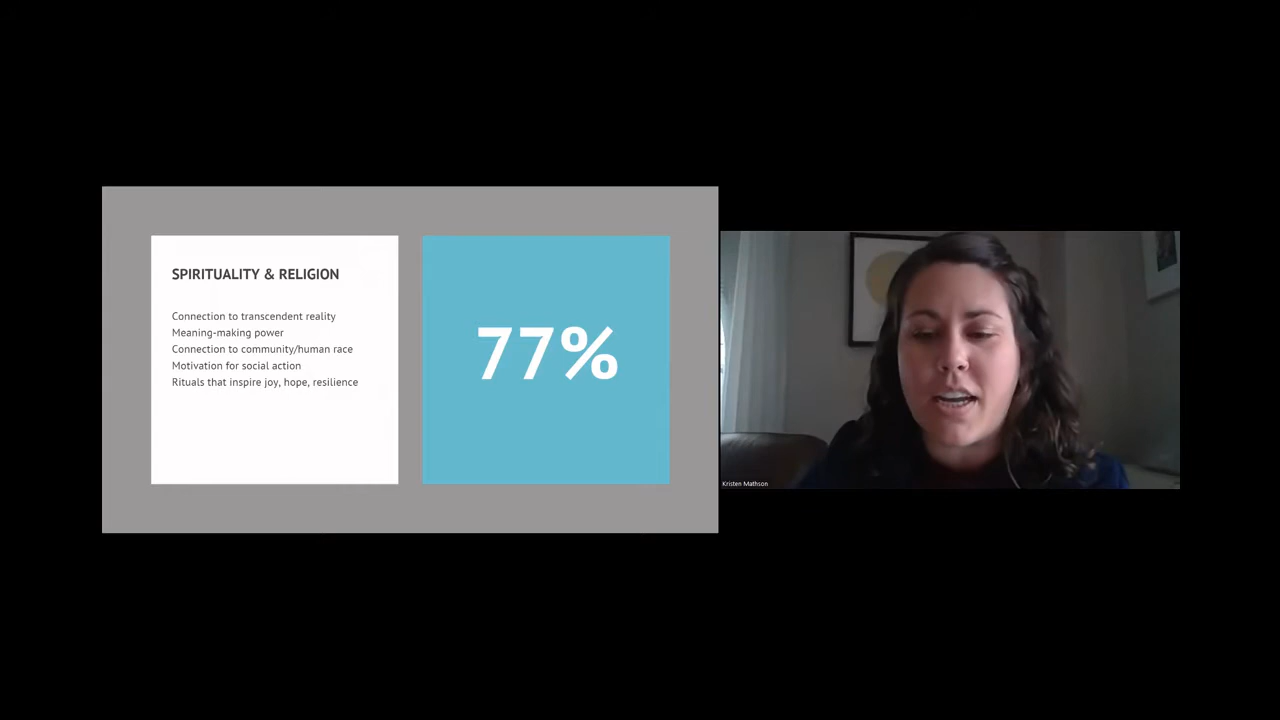 SPIRITUALITY & RELIGION
Connection to transcendent reality
Meaning-making power
Connection to community/human race
Motivation for social action
Rituals that inspire joy, hope, resilience
77%
Kristen Mathson